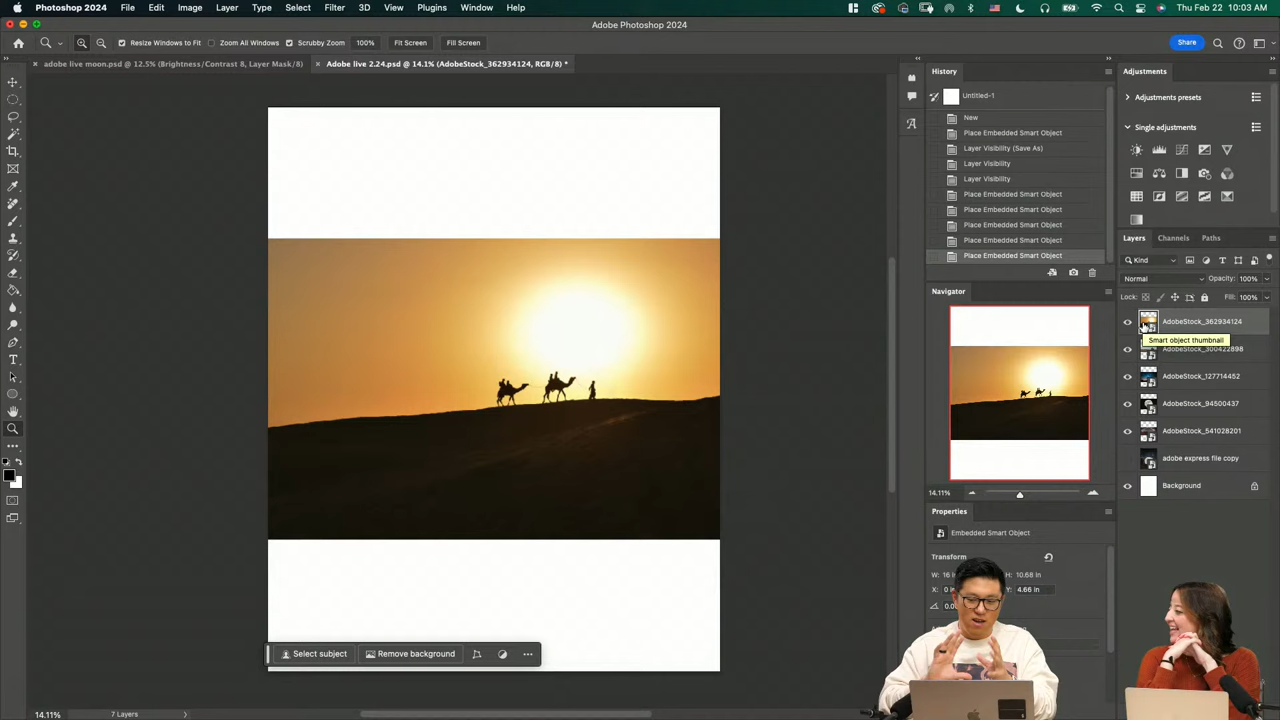 Photoshop 2024 File Edit Image Layer Type Select Filter 3D View Plugins Window Help Thu Feb 22 10:03 AM
Adobe Photoshop 2024
Resize Windows to Fit Zoom All Windows Scrubby Zoom 100% Fit Screen Fill Screen Share
adobe live moon.psd @ 12.5% (Brightness/Contrast 8, Layer Mask/8)
Adobe live 2.24.psd @ 14.1% (AdobeStock_362934124, RGB/8) *
History
Untitled-1
New
Place Embedded Smart Object
Layer Visibility (Save As)
Layer Visibility
Layer Visibility
Place Embedded Smart Object
Place Embedded Smart Object
Place Embedded Smart Object
Place Embedded Smart Object
Place Embedded Smart Object
Navigator
14.11%
Properties
Embedded Smart Object
Transform
W: 16 in H: 10.68 in
X: 0 in Y: 4.66 in
Adjustments
Adjustments presets
Single adjustments
Layers Channels Paths
Kind
Normal Opacity: 100%
Lock: Fill: 100%
AdobeStock_362934124
Smart object thumbnail
AdobeStock_300422898
AdobeStock_127714452
AdobeStock_94500437
AdobeStock_541028201
adobe express file copy
Background
Select subject Remove background
14.11% 7 Layers